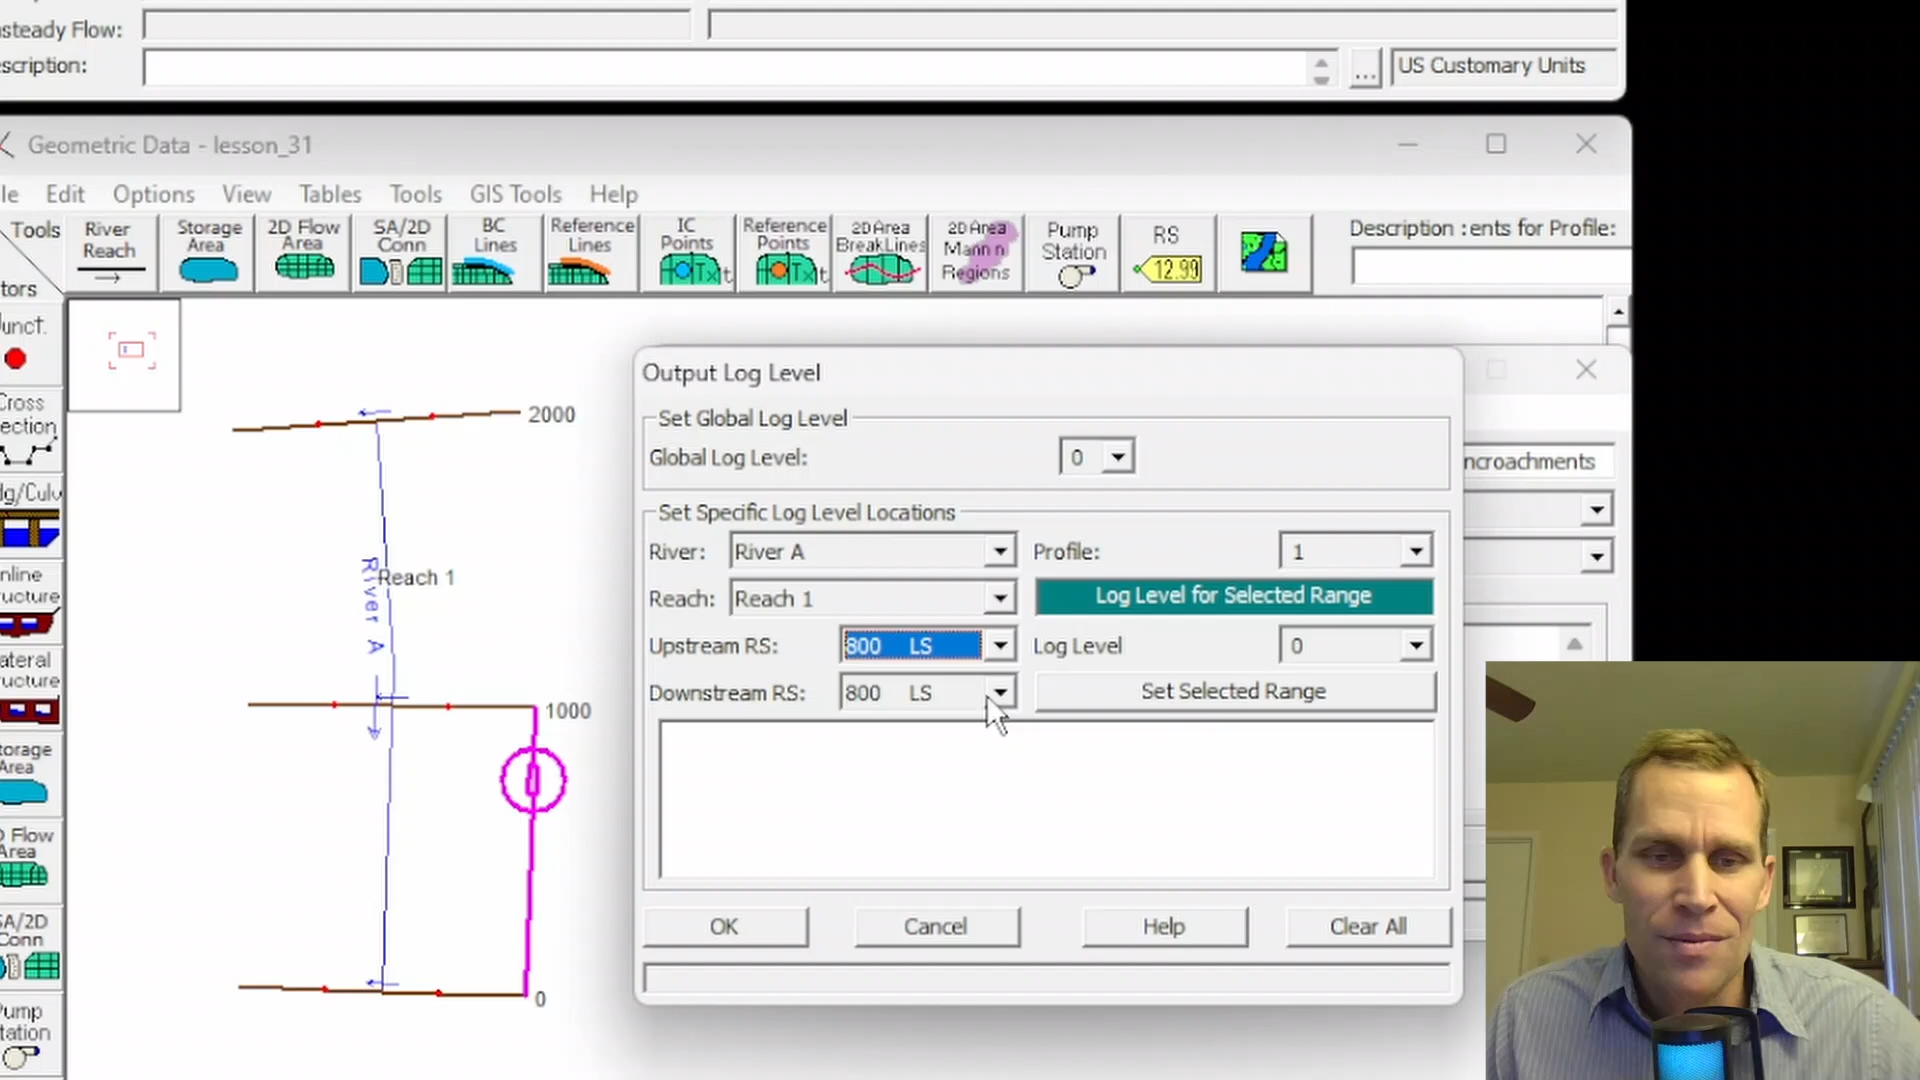 nsteady Flow:
scription:
...
US Customary Units
Geometric Data - lesson_31
le Edit Options View Tables Tools GIS Tools Help
Tools
tors
River
Reach
Storage
Area
2D Flow
Area
SA/2D
Conn
BC
Lines
Reference
Lines
IC
Points
Reference
Points
2D Area
BreakLines
2D Area
Mann n
Regions
Pump
Station
RS
12.99
Description :ents for Profile:
unct.
Cross
ection
dg/Culv
nline
ructure
ateral
ructure
torage
Area
D Flow
Area
SA/2D
Conn
ump
tation
2000
Reach 1
River A
1000
0
Output Log Level
Set Global Log Level
Global Log Level: 0
Set Specific Log Level Locations
River: River A Profile: 1
Reach: Reach 1 Log Level for Selected Range
Upstream RS: 800 LS Log Level 0
Downstream RS: 800 LS Set Selected Range
OK Cancel Help Clear All
ncroachments